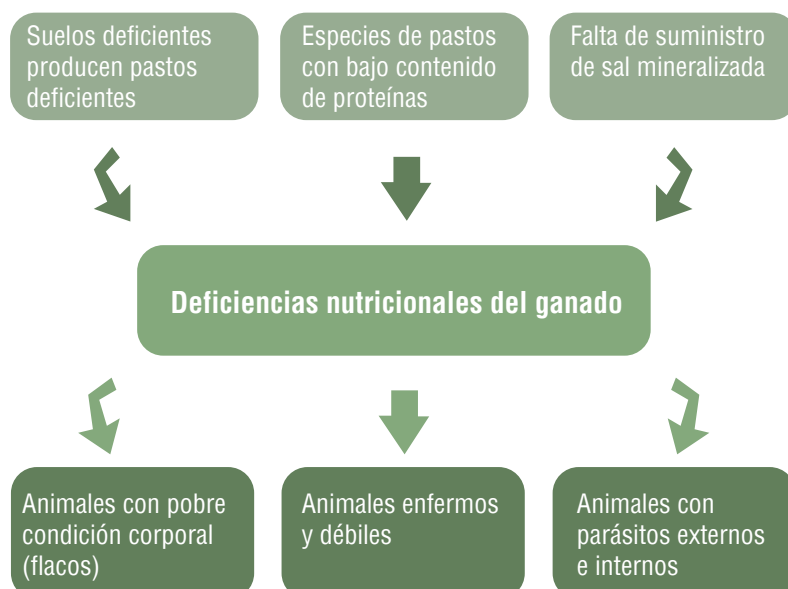 Suelos deficientes
producen pastos
deficientes
Especies de pastos
con bajo contenido
de proteínas
Falta de suministro
de sal mineralizada
Deficiencias nutricionales del ganado
Animales con pobre
condición corporal
(flacos)
Animales enfermos
y débiles
Animales con
parásitos externos
e internos